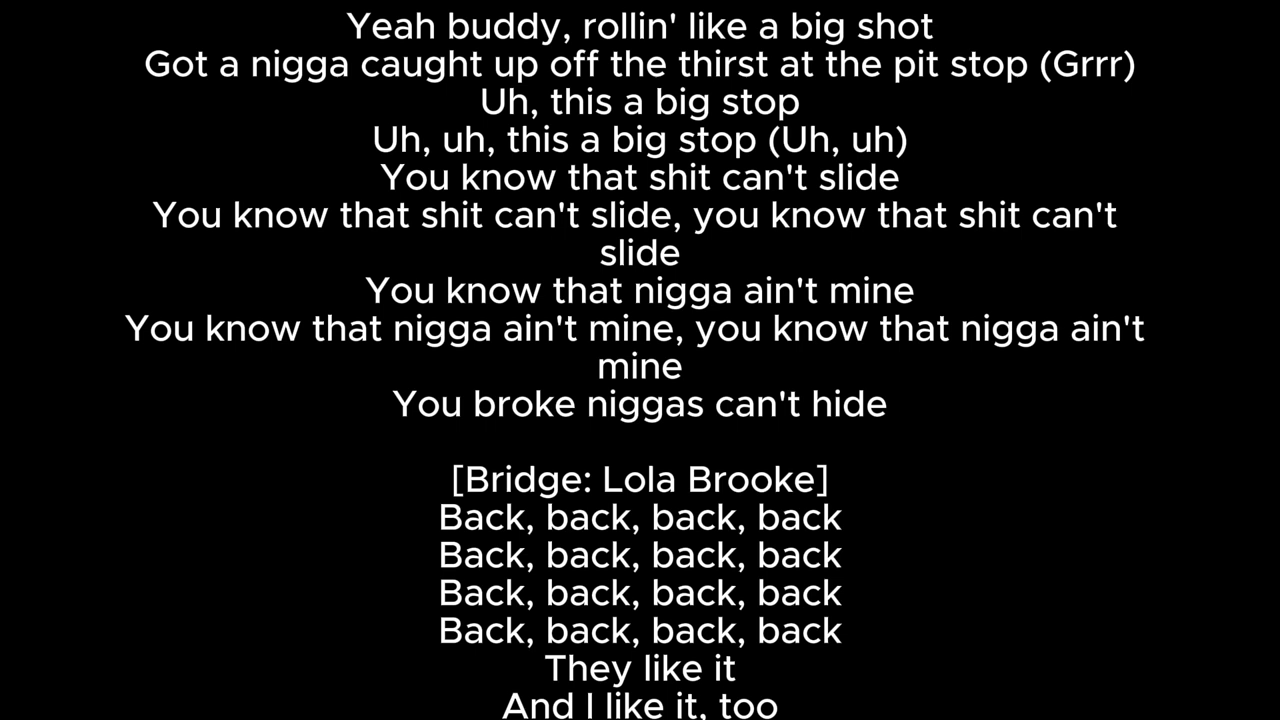 Yeah buddy, rollin' like a big shot
Got a nigga caught up off the thirst at the pit stop (Grrr)
Uh, this a big stop
Uh, uh, this a big stop (Uh, uh)
You know that shit can't slide
You know that shit can't slide, you know that shit can't
slide
You know that nigga ain't mine
You know that nigga ain't mine, you know that nigga ain't
mine
You broke niggas can't hide
[Bridge: Lola Brooke]
Back, back, back, back
Back, back, back, back
Back, back, back, back
Back, back, back, back
They like it
And I like it, too